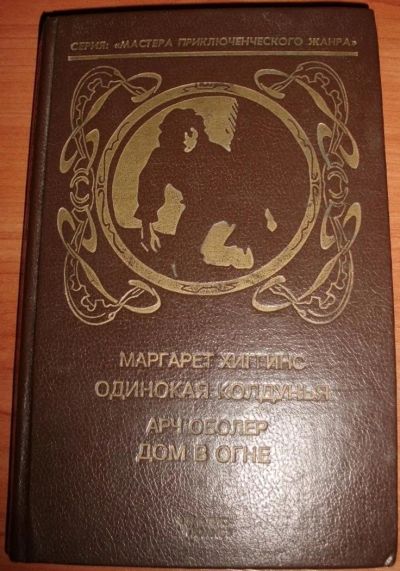 СЕРИЯ: «МАСТЕРА ПРИКЛЮЧЕНЧЕСКОГО ЖАНРА»
МАРГАРЕТ ХИГГИНС
ОДИНОКАЯ КОЛДУНЬЯ
АРЧ ОБОЛЕР
ДОМ В ОГНЕ